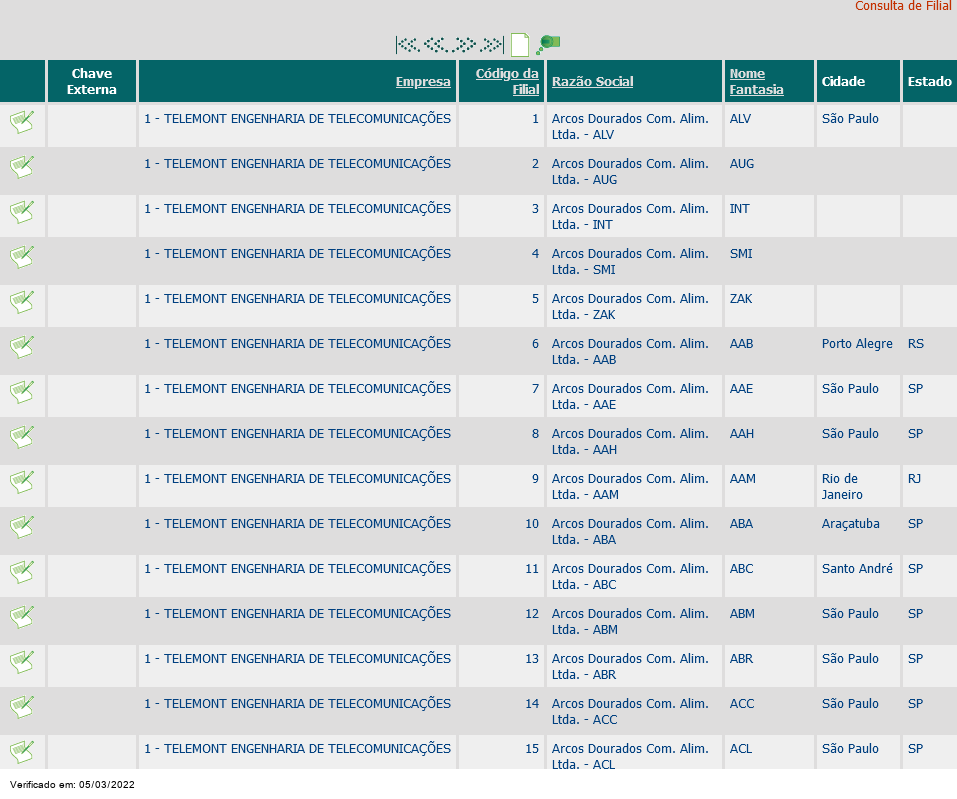 Consulta de Filial
Chave Externa Empresa Código da Filial Razão Social Nome Fantasia Cidade Estado
1 - TELEMONT ENGENHARIA DE TELECOMUNICAÇÕES 1 Arcos Dourados Com. Alim. Ltda. - ALV ALV São Paulo
1 - TELEMONT ENGENHARIA DE TELECOMUNICAÇÕES 2 Arcos Dourados Com. Alim. Ltda. - AUG AUG
1 - TELEMONT ENGENHARIA DE TELECOMUNICAÇÕES 3 Arcos Dourados Com. Alim. Ltda. - INT INT
1 - TELEMONT ENGENHARIA DE TELECOMUNICAÇÕES 4 Arcos Dourados Com. Alim. Ltda. - SMI SMI
1 - TELEMONT ENGENHARIA DE TELECOMUNICAÇÕES 5 Arcos Dourados Com. Alim. Ltda. - ZAK ZAK
1 - TELEMONT ENGENHARIA DE TELECOMUNICAÇÕES 6 Arcos Dourados Com. Alim. Ltda. - AAB AAB Porto Alegre RS
1 - TELEMONT ENGENHARIA DE TELECOMUNICAÇÕES 7 Arcos Dourados Com. Alim. Ltda. - AAE AAE São Paulo SP
1 - TELEMONT ENGENHARIA DE TELECOMUNICAÇÕES 8 Arcos Dourados Com. Alim. Ltda. - AAH AAH São Paulo SP
1 - TELEMONT ENGENHARIA DE TELECOMUNICAÇÕES 9 Arcos Dourados Com. Alim. Ltda. - AAM AAM Rio de Janeiro RJ
1 - TELEMONT ENGENHARIA DE TELECOMUNICAÇÕES 10 Arcos Dourados Com. Alim. Ltda. - ABA ABA Araçatuba SP
1 - TELEMONT ENGENHARIA DE TELECOMUNICAÇÕES 11 Arcos Dourados Com. Alim. Ltda. - ABC ABC Santo André SP
1 - TELEMONT ENGENHARIA DE TELECOMUNICAÇÕES 12 Arcos Dourados Com. Alim. Ltda. - ABM ABM São Paulo SP
1 - TELEMONT ENGENHARIA DE TELECOMUNICAÇÕES 13 Arcos Dourados Com. Alim. Ltda. - ABR ABR São Paulo SP
1 - TELEMONT ENGENHARIA DE TELECOMUNICAÇÕES 14 Arcos Dourados Com. Alim. Ltda. - ACC ACC São Paulo SP
1 - TELEMONT ENGENHARIA DE TELECOMUNICAÇÕES 15 Arcos Dourados Com. Alim. Ltda. - ACL ACL São Paulo SP
Verificado em: 05/03/2022